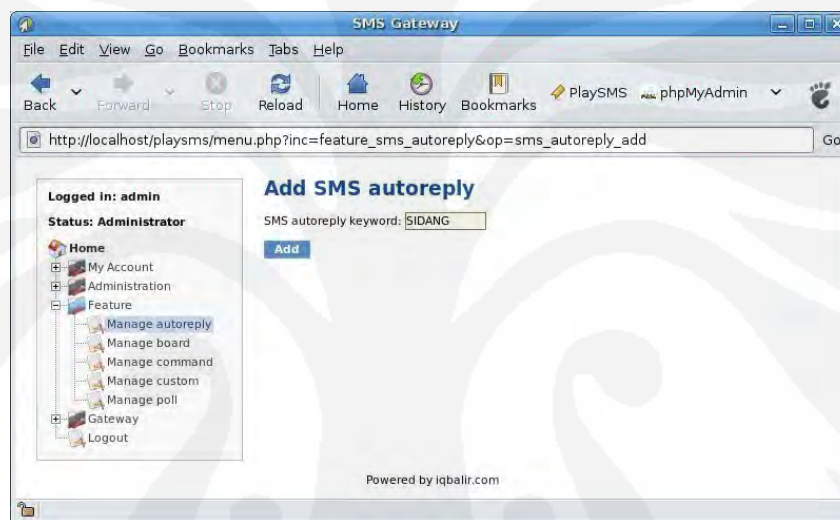 SMS Gateway
File Edit View Go Bookmarks Tabs Help
Back Forward Stop Reload Home History Bookmarks PlaySMS phpMyAdmin
http://localhost/playsms/menu.php?inc=feature_sms_autoreply&op=sms_autoreply_add Go
Logged in: admin
Status: Administrator
Home
My Account
Administration
Feature
Manage autoreply
Manage board
Manage command
Manage custom
Manage poll
Gateway
Logout
Add SMS autoreply
SMS autoreply keyword: SIDANG
Add
Powered by iqbalir.com